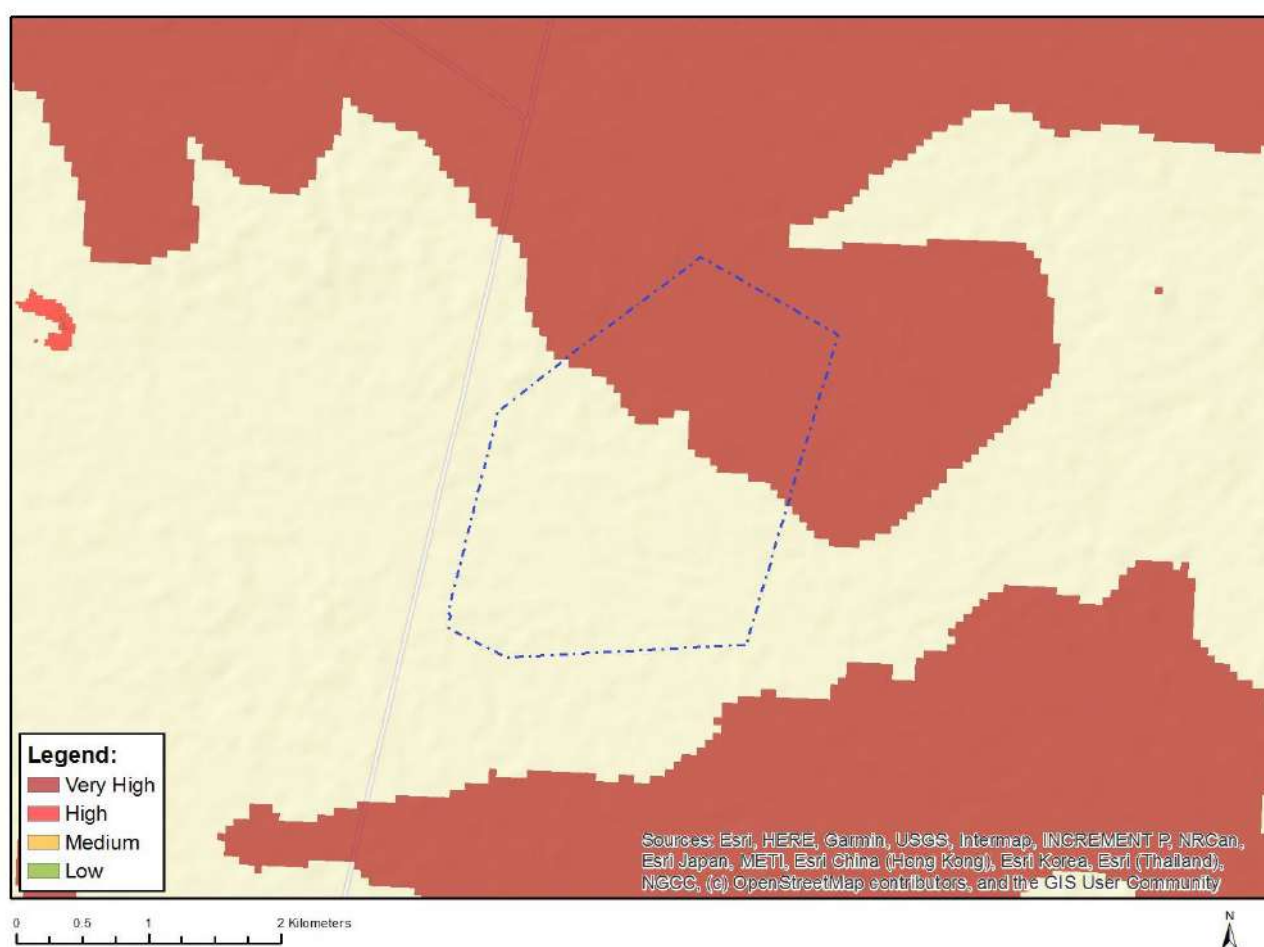 Legend:
Very High
High
Medium
Low
Sources: Esri, HERE, Garmin, USGS, Intermap, INCREMENT P, NRCan,
Esri Japan, METI, Esri China (Hong Kong), Esri Korea, Esri (Thailand),
NGCC, (c) OpenStreetMap contributors, and the GIS User Community
0 0.5 1 2 Kilometers
N